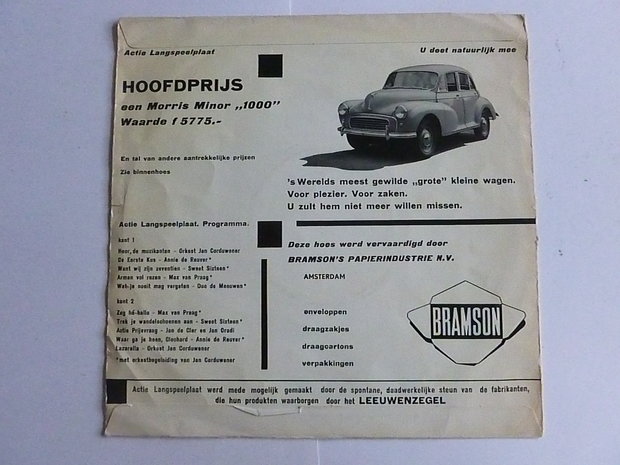 Actie Langspeelplaat
U doet natuurlijk mee
HOOFDPRIJS
een Morris Minor „1000”
Waarde f 5775.-
En tal van andere aantrekkelijke prijzen
Zie binnenhoes
's Werelds meest gewilde „grote” kleine wagen.
Voor plezier. Voor zaken.
U zult hem niet meer willen missen.
Actie Langspeelplaat. Programma.
kant 1
Hoor, de muzikanten - Orkest Jan Corduwener
De Eerste Kus - Annie de Reuver*
Want wij zijn zeventien - Sweet Sixteen*
Armen vol rozen - Max van Praag*
Heb je ooit mag vergeten - Duo de Meeuwen*
kant 2
Zeg hd-hallo - Max van Praag*
Trek je wandelschoenen aan - Sweet Sixteen*
Actie Prijsvraag - Jan de Cler en Jan Oradi
Waar ga je heen, Clochard - Annie de Reuver*
Lazarella - Orkest Jan Corduwener
*met orkestbegeleiding van Jan Corduwener
Deze hoes werd vervaardigd door
BRAMSON'S PAPIERINDUSTRIE N.V.
AMSTERDAM
enveloppen
draagzakjes
draagcartons
verpakkingen
BRAMSON
Actie Langspeelplaat werd mede mogelijk gemaakt door de spontane, daadwerkelijke steun van de fabrikanten,
die hun produkten waarborgen door het LEEUWENZEGEL